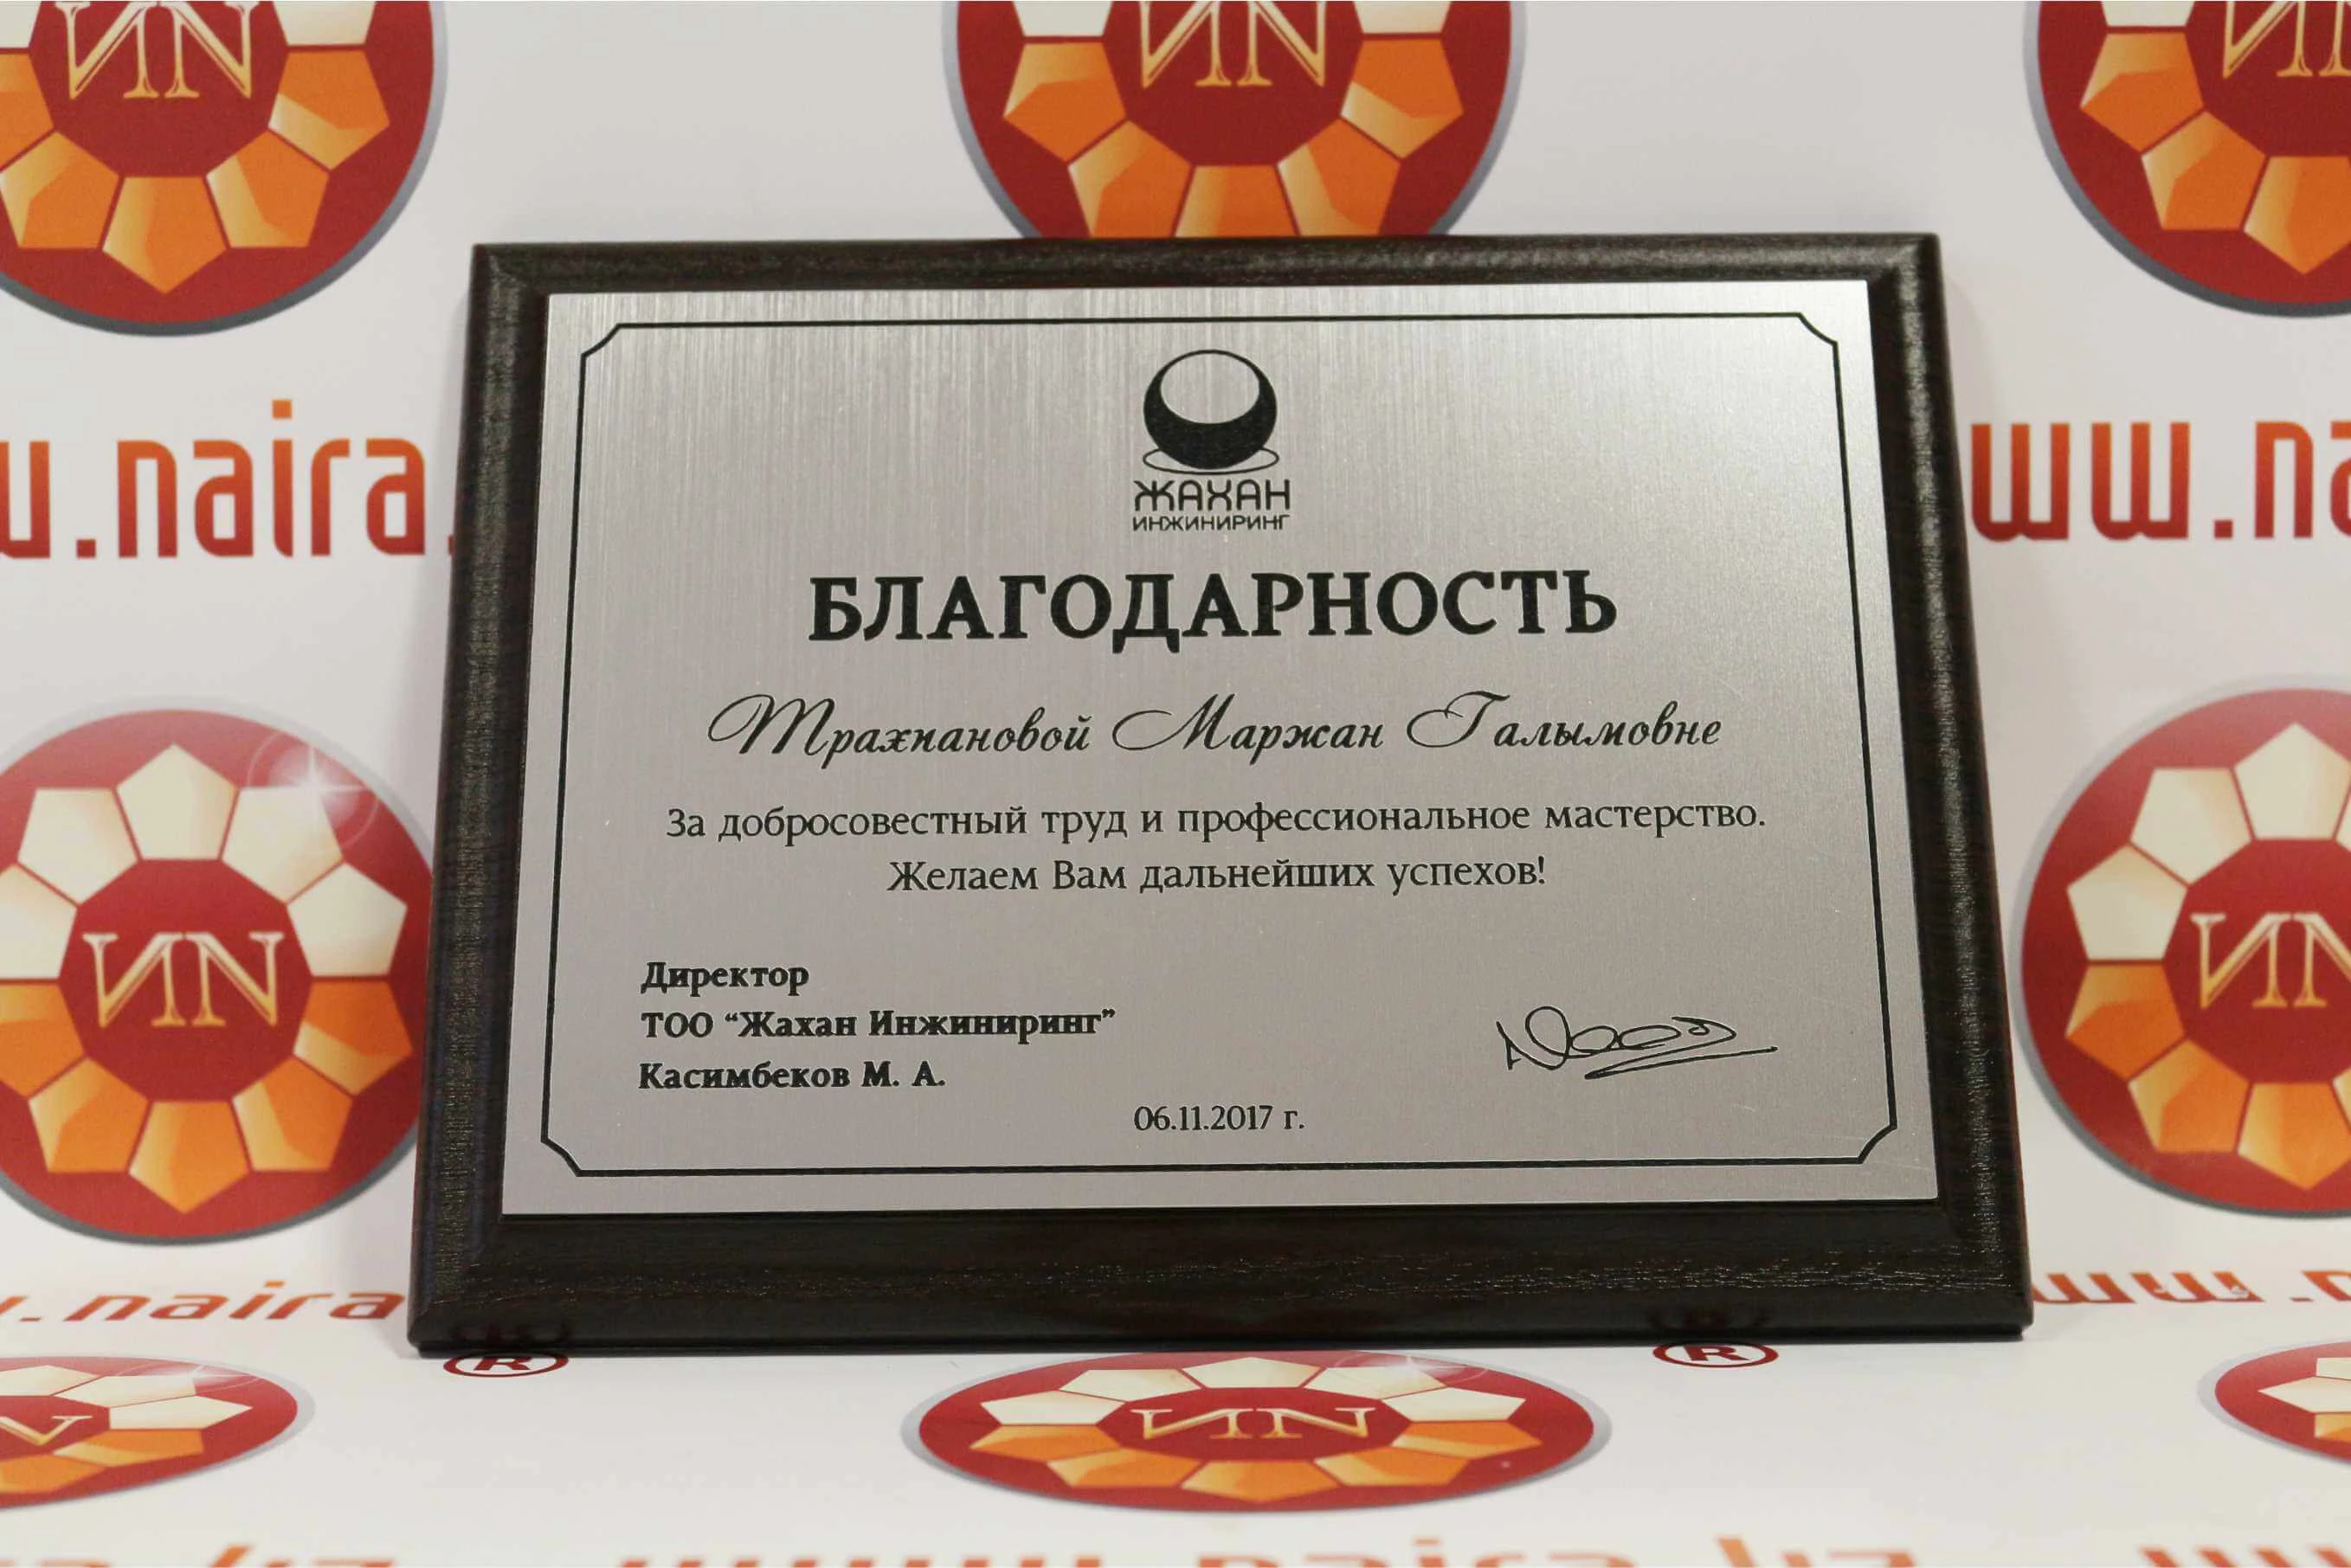 ИN
ИN
ИN
ЖАХАН
ИНЖИНИРИНГ
w.naira.
ww.na
БЛАГОДАРНОСТЬ
Трахпановой Маржан Галымовне
За добросовестный труд и профессиональное мастерство.
Желаем Вам дальнейших успехов!
ИN
ИN
Директор
ТОО “Жахан Инжиниринг”
Касимбеков М. А.
06.11.2017 г.
.naira
ww.n
®
®
ИN